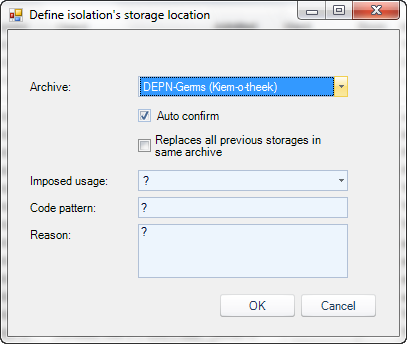 Define isolation's storage location
Archive: DEPN-Germs (Kiem-o-theek)
Auto confirm
Replaces all previous storages in
same archive
Imposed usage: ?
Code pattern: ?
Reason: ?
OK Cancel